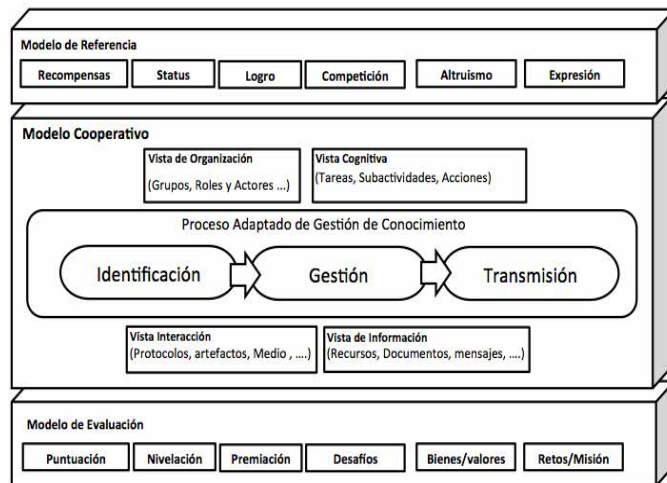 Modelo de Referencia
Recompensas Status Logro Competición Altruismo Expresión
Modelo Cooperativo
Vista de Organización
(Grupos, Roles y Actores ...)
Vista Cognitiva
(Tareas, Subactividades, Acciones)
Proceso Adaptado de Gestión de Conocimiento
Identificación Gestión Transmisión
Vista Interacción
(Protocolos, artefactos, Medio , ....)
Vista de Información
(Recursos, Documentos, mensajes, ....)
Modelo de Evaluación
Puntuación Nivelación Premiación Desafíos Bienes/valores Retos/Misión